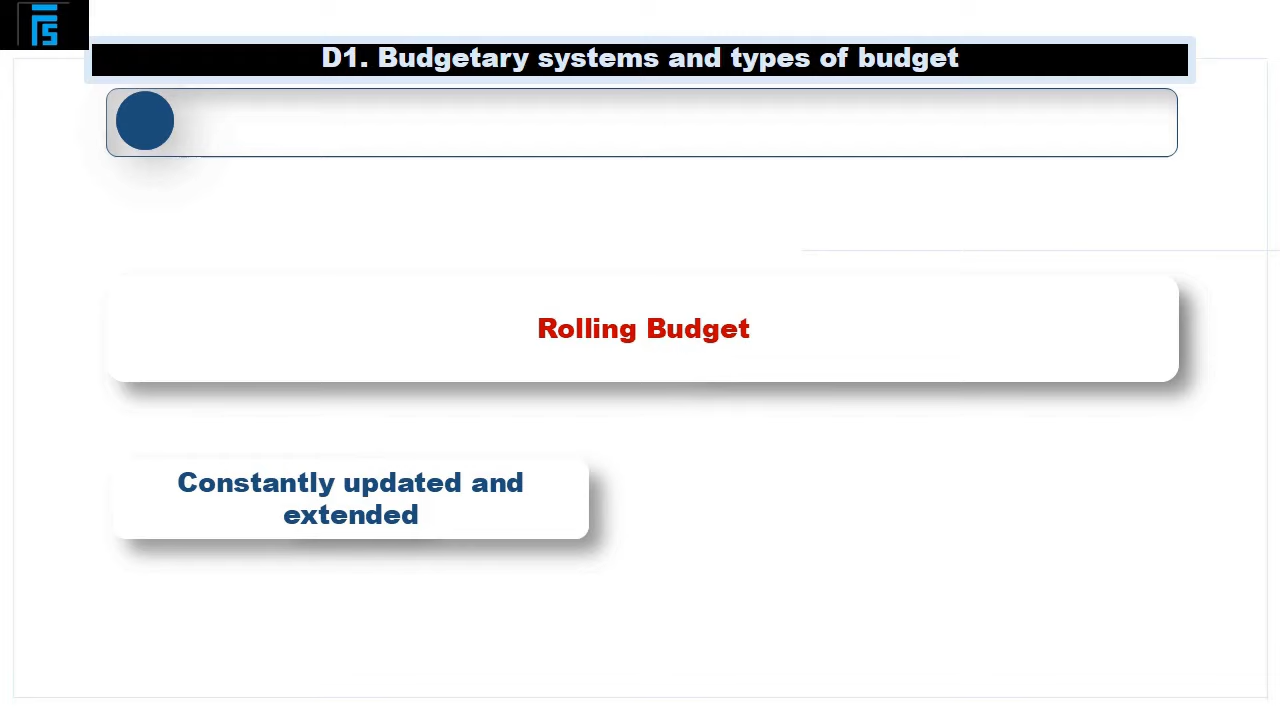 D1. Budgetary systems and types of budget
Rolling Budget
Constantly updated and
extended